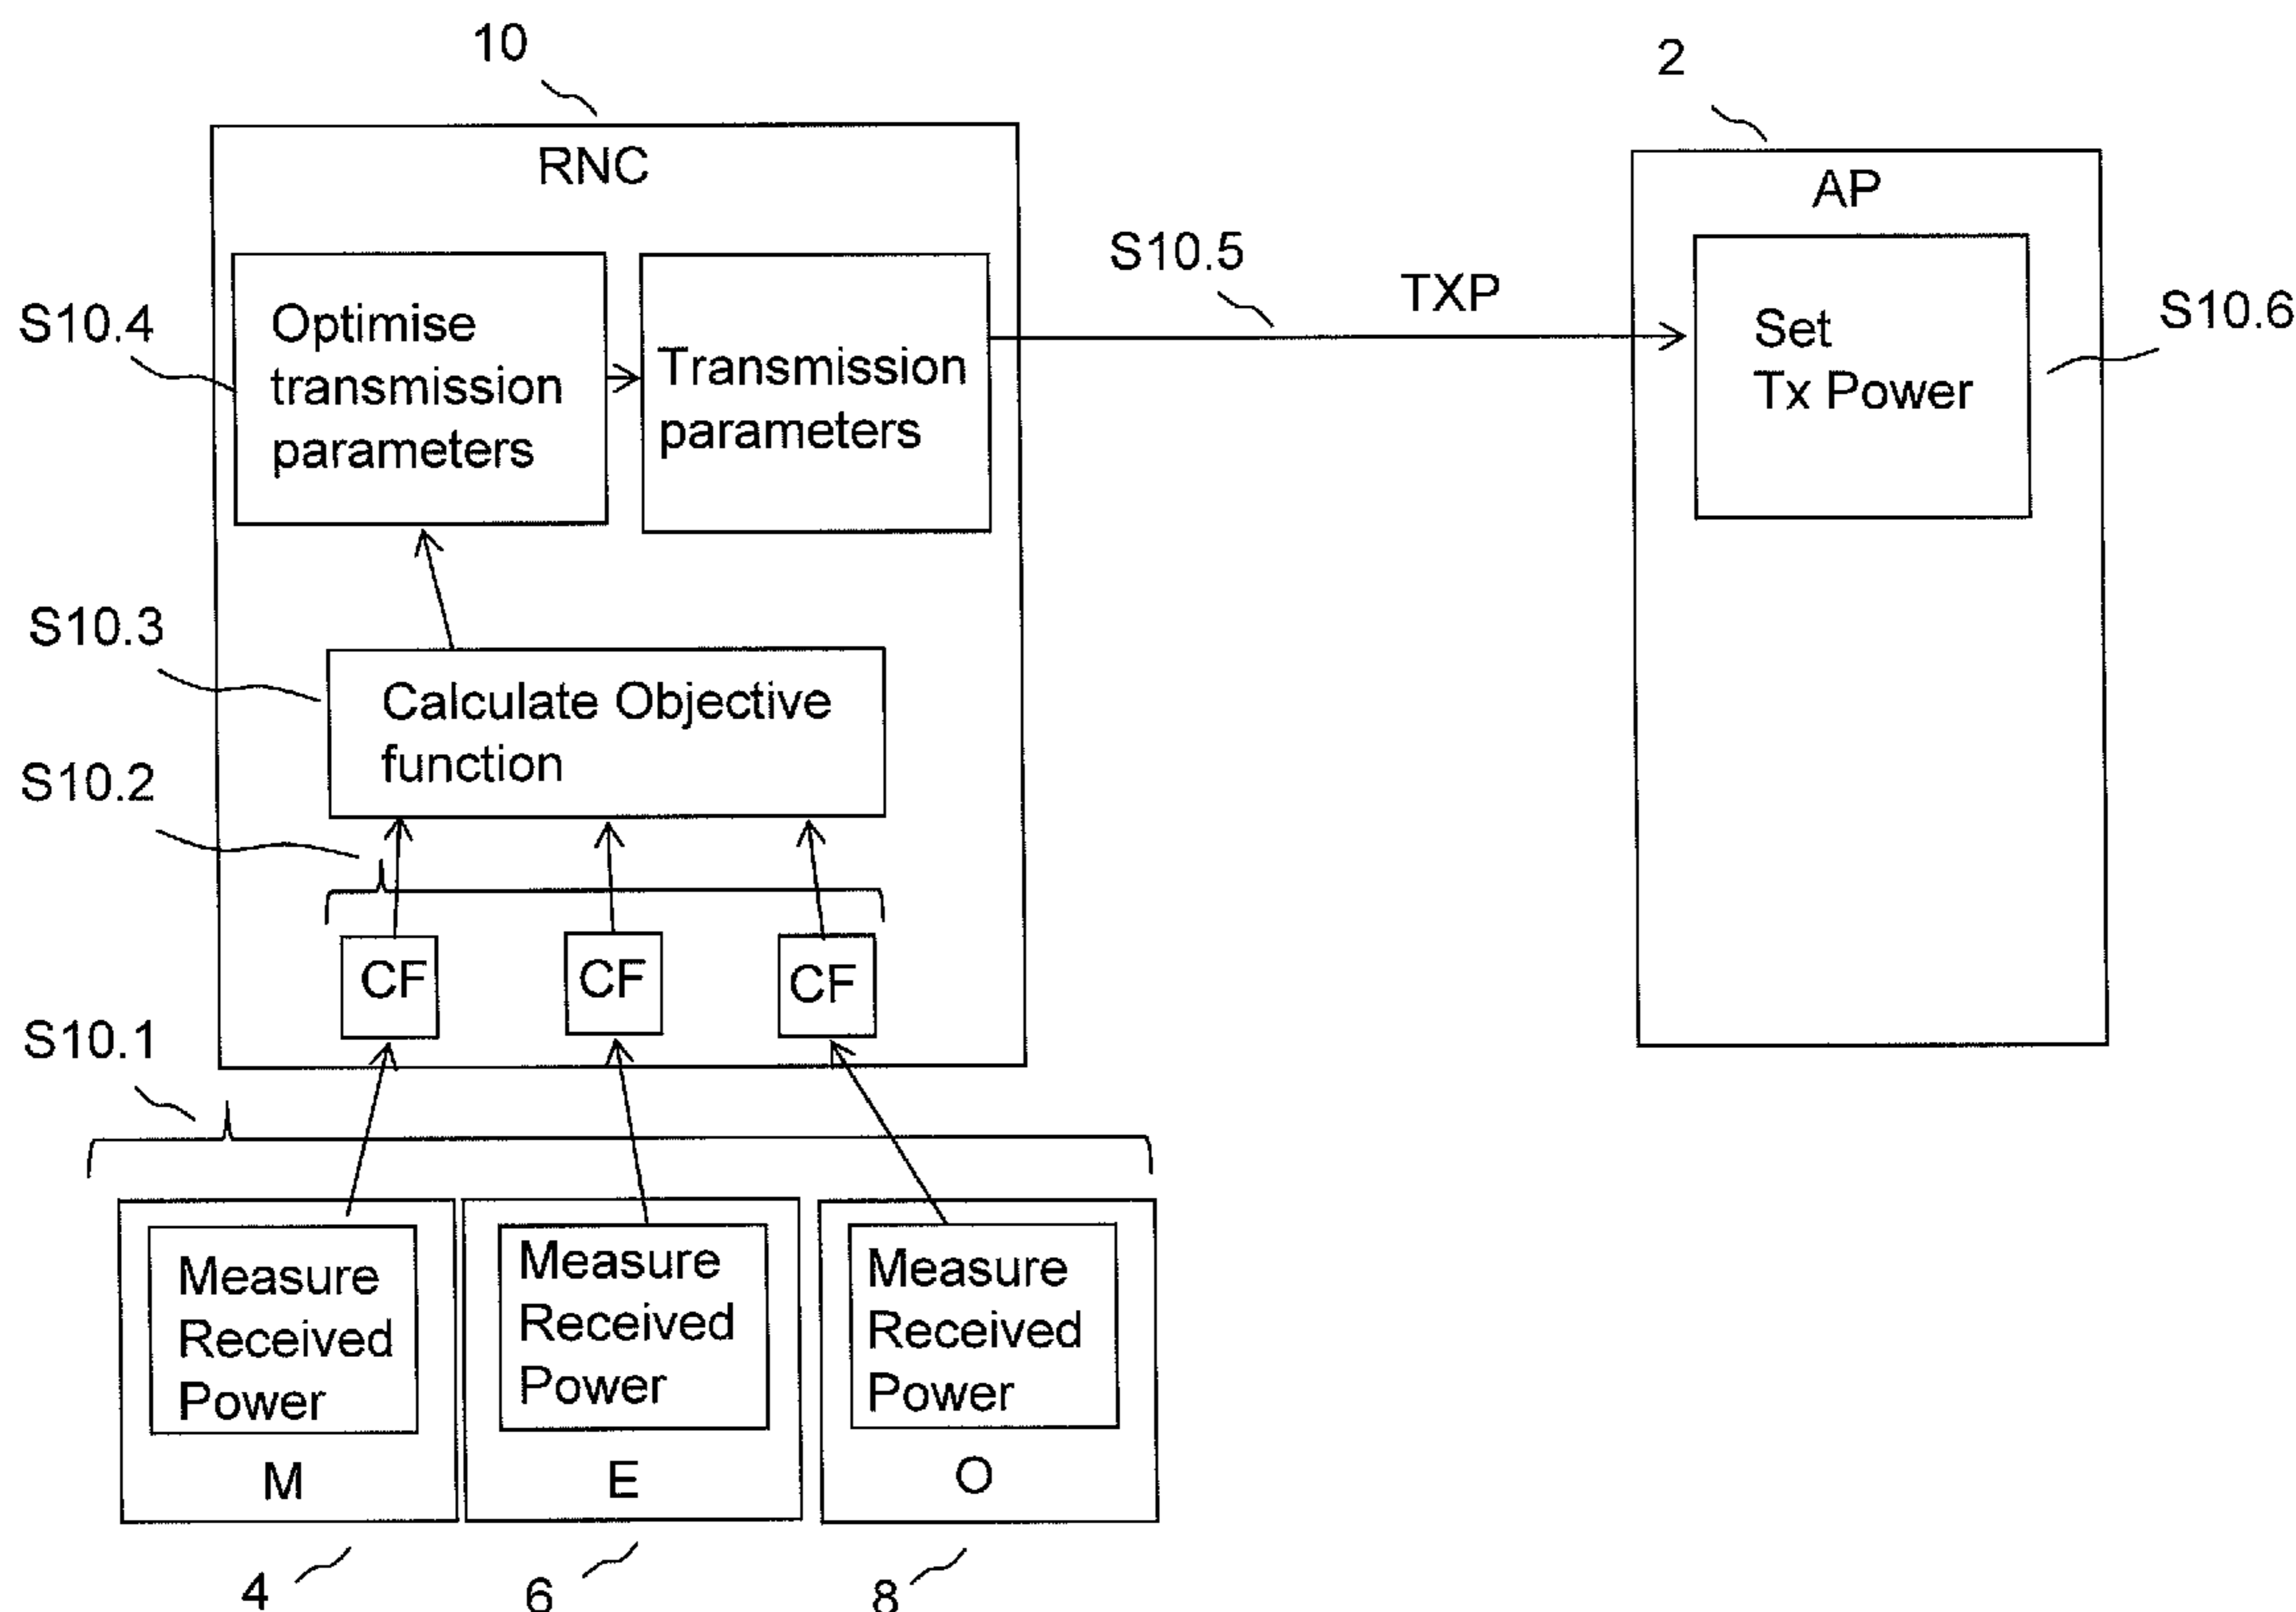 10
2
RNC
AP
S10.4
Optimise
transmission
parameters
Transmission
parameters
S10.5
TXP
Set
Tx Power
S10.6
S10.3
Calculate Objective
function
S10.2
CF
CF
CF
S10.1
Measure
Received
Power
M
Measure
Received
Power
E
Measure
Received
Power
O
4
6
8